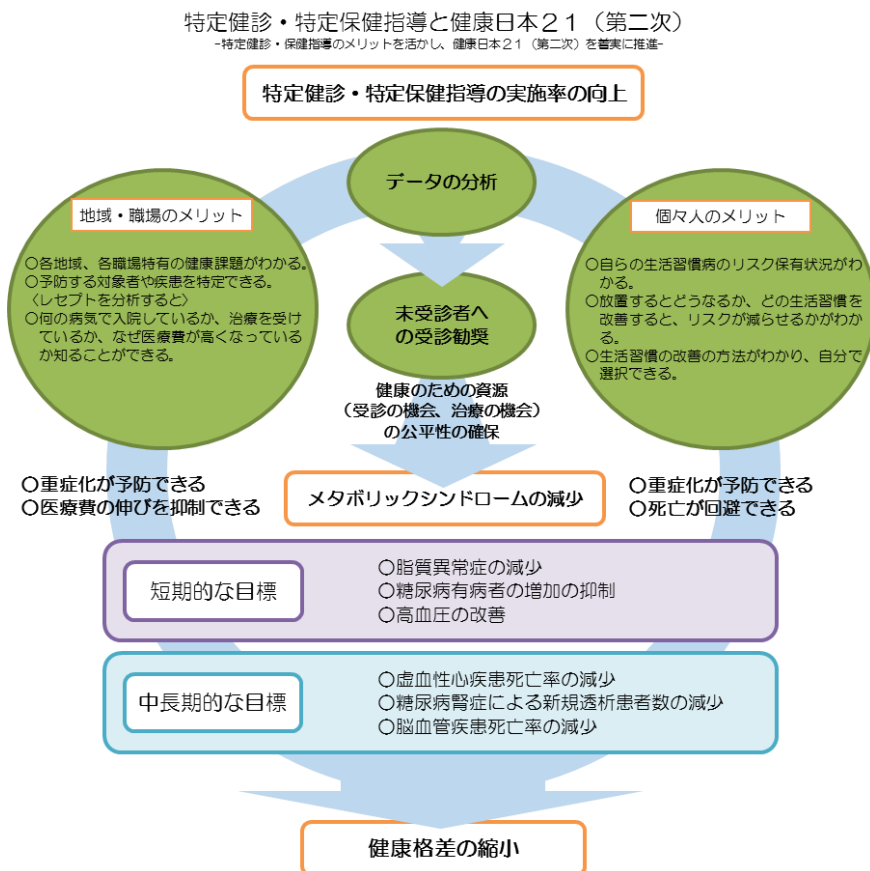 特定健診・特定保健指導と健康日本２１（第二次）
-特定健診・保健指導のメリットを活かし、健康日本２１（第二次）を着実に推進-
特定健診・特定保健指導の実施率の向上
データの分析
地域・職場のメリット
○各地域、各職場特有の健康課題がわかる。
○予防する対象者や疾患を特定できる。
〈レセプトを分析すると〉
○何の病気で入院しているか、治療を受け
ているか、なぜ医療費が高くなっている
か知ることができる。
個々人のメリット
○自らの生活習慣病のリスク保有状況がわ
かる。
○放置するとどうなるか、どの生活習慣を
改善すると、リスクが減らせるかがわか
る。
○生活習慣の改善の方法がわかり、自分で
選択できる。
未受診者へ
の受診勧奨
健康のための資源
（受診の機会、治療の機会）
の公平性の確保
○重症化が予防できる
○医療費の伸びを抑制できる
メタボリックシンドロームの減少
○重症化が予防できる
○死亡が回避できる
短期的な目標
○脂質異常症の減少
○糖尿病有病者の増加の抑制
○高血圧の改善
中長期的な目標
○虚血性心疾患死亡率の減少
○糖尿病腎症による新規透析患者数の減少
○脳血管疾患死亡率の減少
健康格差の縮小